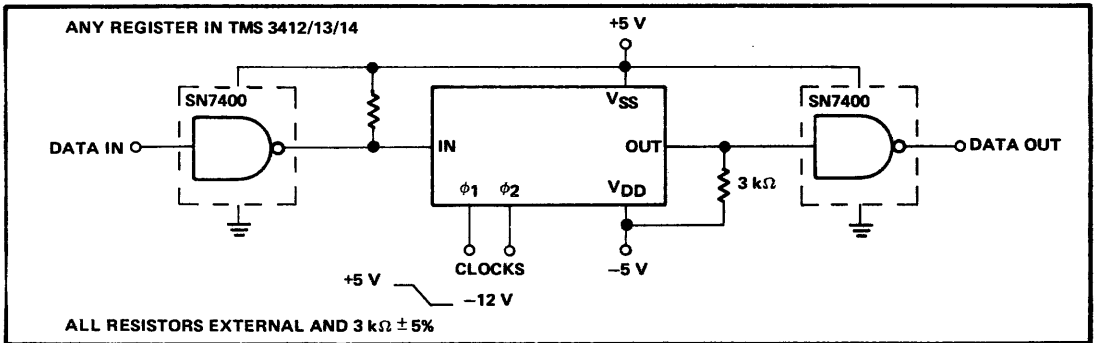 ANY REGISTER IN TMS 3412/13/14
+5 V
SN7400
VSS
SN7400
DATA IN
IN
OUT
DATA OUT
3 kΩ
ϕ1 ϕ2
VDD
CLOCKS
−5 V
+5 V
−12 V
ALL RESISTORS EXTERNAL AND 3 kΩ ±5%